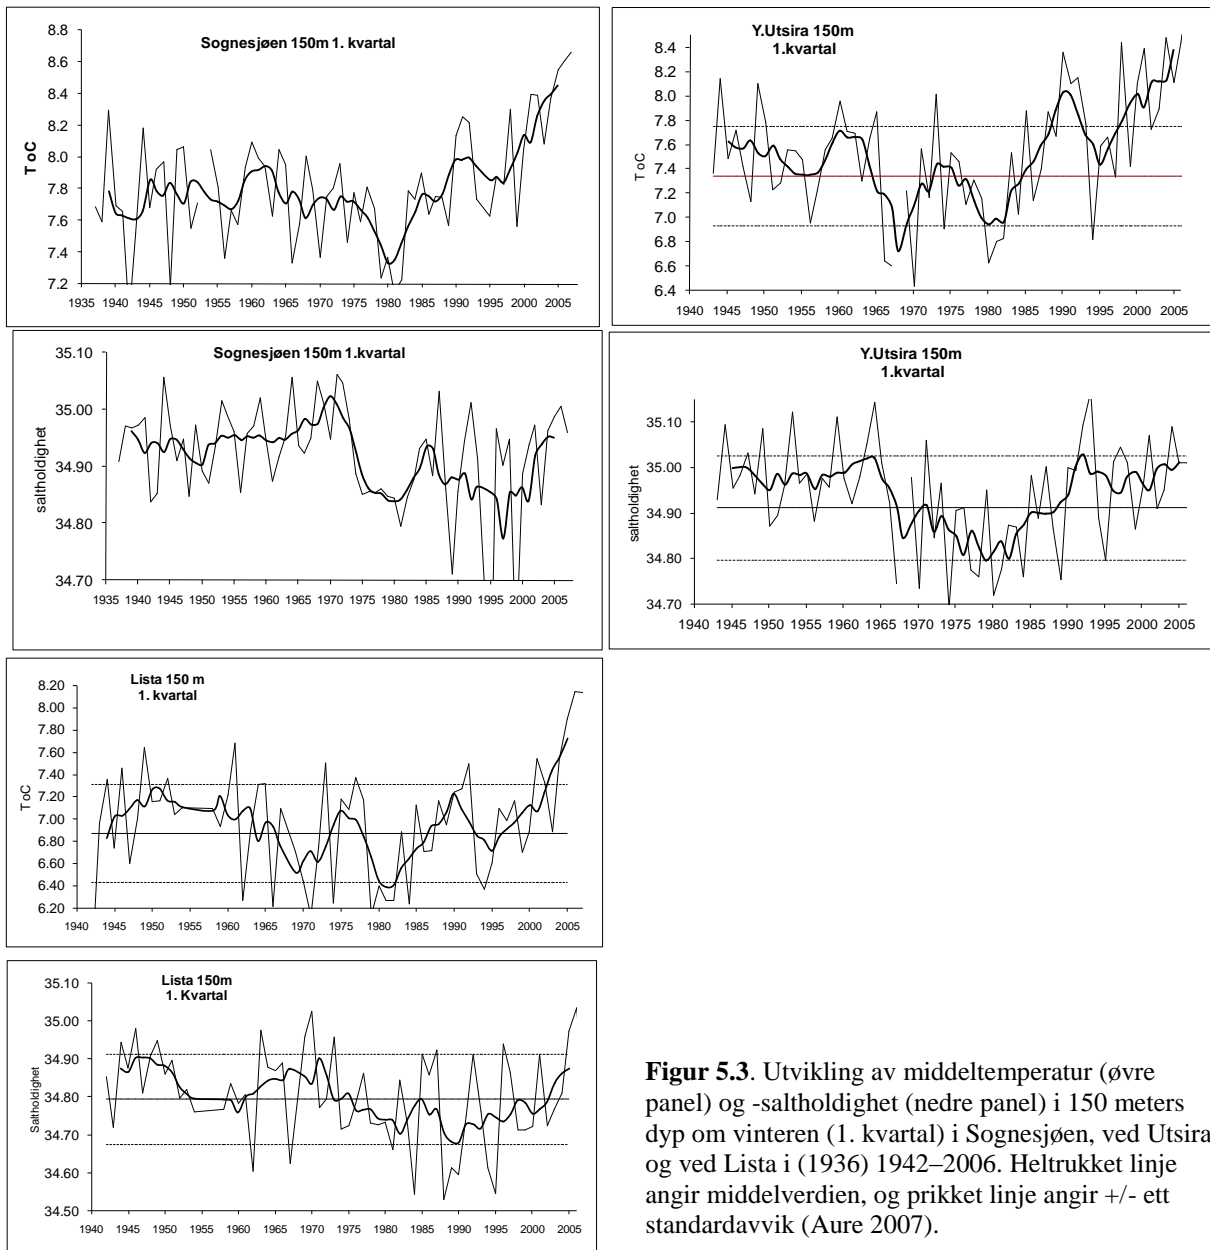 Sognesjøen 150m 1. kvartal
T oC
8.8
8.6
8.4
8.2
8.0
7.8
7.6
7.4
7.2
1935 1940 1945 1950 1955 1960 1965 1970 1975 1980 1985 1990 1995 2000 2005
Y.Utsira 150m
1.kvartal
T oC
8.4
8.2
8.0
7.8
7.6
7.4
7.2
7.0
6.8
6.6
6.4
1940 1945 1950 1955 1960 1965 1970 1975 1980 1985 1990 1995 2000 2005
Sognesjøen 150m 1.kvartal
saltholdighet
35.10
35.00
34.90
34.80
34.70
1935 1940 1945 1950 1955 1960 1965 1970 1975 1980 1985 1990 1995 2000 2005
Y.Utsira 150m
1.kvartal
saltholdighet
35.10
35.00
34.90
34.80
34.70
1940 1945 1950 1955 1960 1965 1970 1975 1980 1985 1990 1995 2000 2005
Lista 150 m
1. kvartal
T oC
8.20
8.00
7.80
7.60
7.40
7.20
7.00
6.80
6.60
6.40
6.20
1940 1945 1950 1955 1960 1965 1970 1975 1980 1985 1990 1995 2000 2005
Lista 150m
1. Kvartal
Saltholdighet
35.10
35.00
34.90
34.80
34.70
34.60
34.50
1940 1945 1950 1955 1960 1965 1970 1975 1980 1985 1990 1995 2000 2005
Figur 5.3. Utvikling av middeltemperatur (øvre
panel) og -saltholdighet (nedre panel) i 150 meters
dyp om vinteren (1. kvartal) i Sognesjøen, ved Utsira
og ved Lista i (1936) 1942–2006. Heltrukket linje
angir middelverdien, og prikket linje angir +/- ett
standardavvik (Aure 2007).